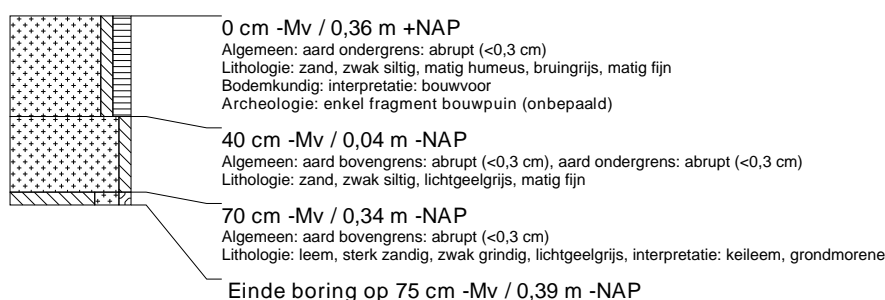 0 cm -Mv / 0,36 m +NAP
Algemeen: aard ondergrens: abrupt (<0,3 cm)
Lithologie: zand, zwak siltig, matig humeus, bruingrijs, matig fijn
Bodemkundig: interpretatie: bouwvoor
Archeologie: enkel fragment bouwpuin (onbepaald)
40 cm -Mv / 0,04 m -NAP
Algemeen: aard bovengrens: abrupt (<0,3 cm), aard ondergrens: abrupt (<0,3 cm)
Lithologie: zand, zwak siltig, lichtgeelgrijs, matig fijn
70 cm -Mv / 0,34 m -NAP
Algemeen: aard bovengrens: abrupt (<0,3 cm)
Lithologie: leem, sterk zandig, zwak grindig, lichtgeelgrijs, interpretatie: keileem, grondmorene
Einde boring op 75 cm -Mv / 0,39 m -NAP